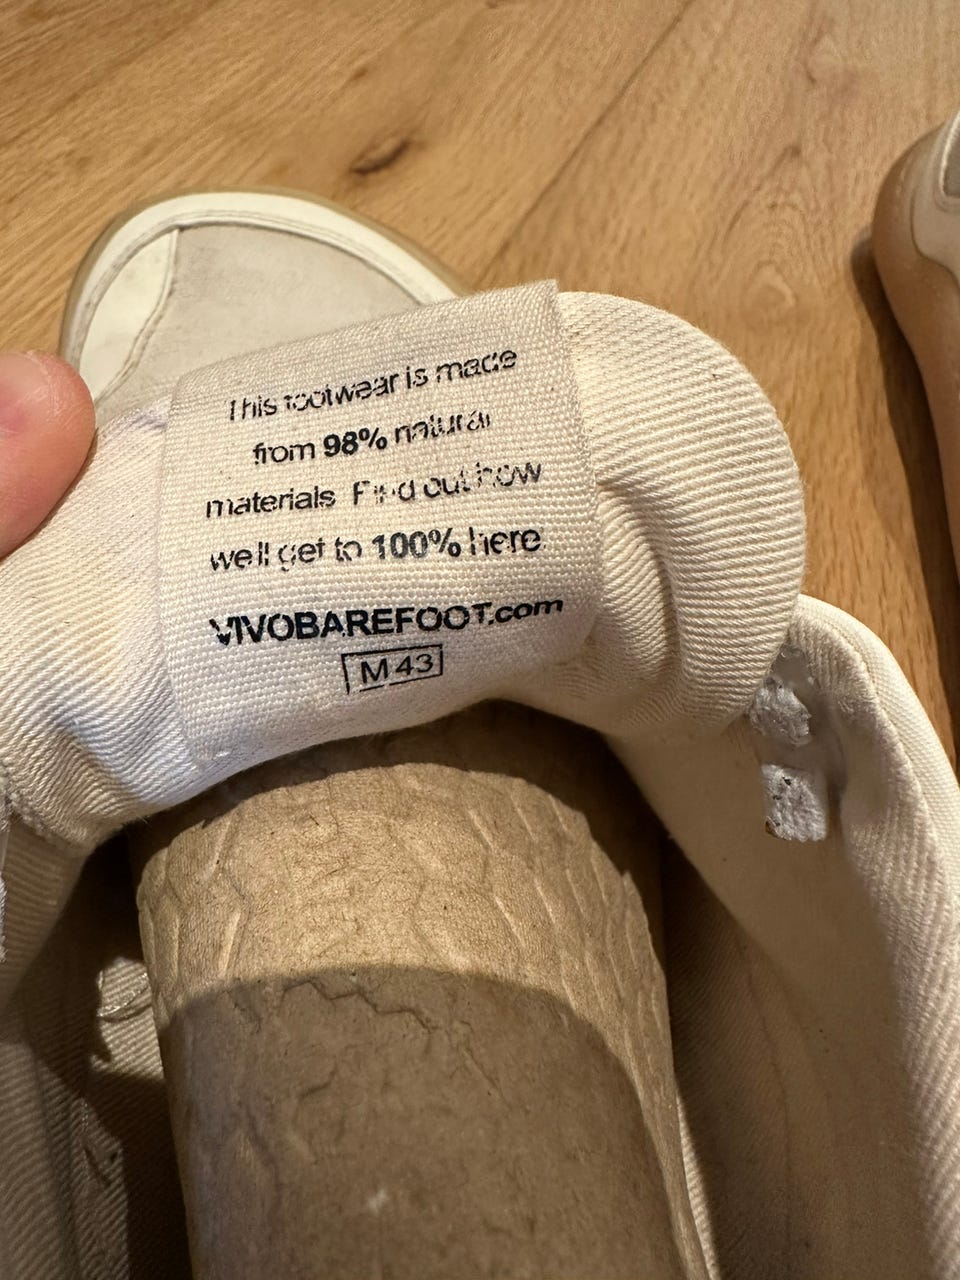 This footwear is made
from 98% natural
materials Find out how
we'll get to 100% here
VIVOBAREFOOT.com
M 43